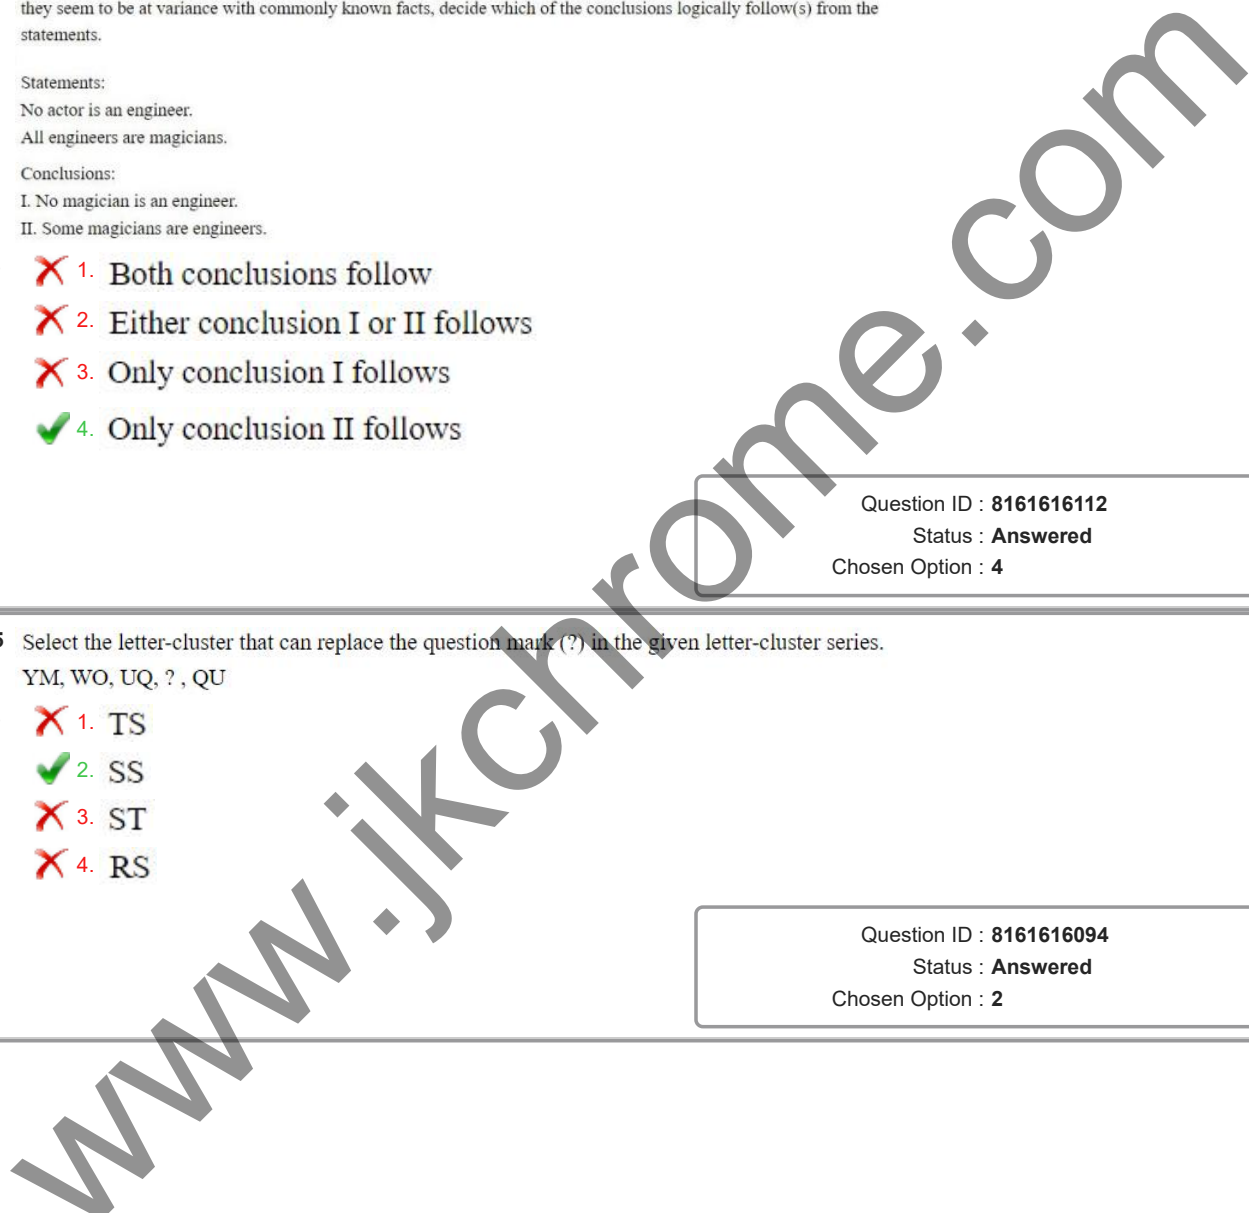 they seem to be at variance with commonly known facts, decide which of the conclusions logically follow(s) from the
statements.
Statements:
No actor is an engineer.
All engineers are magicians.
Conclusions:
I. No magician is an engineer.
II. Some magicians are engineers.
1. Both conclusions follow
2. Either conclusion I or II follows
3. Only conclusion I follows
4. Only conclusion II follows
Question ID : 8161616112
Status : Answered
Chosen Option : 4
Select the letter-cluster that can replace the question mark (?) in the given letter-cluster series.
YM, WO, UQ, ? , QU
1. TS
2. SS
3. ST
4. RS
Question ID : 8161616094
Status : Answered
Chosen Option : 2
www.jkchrome.com